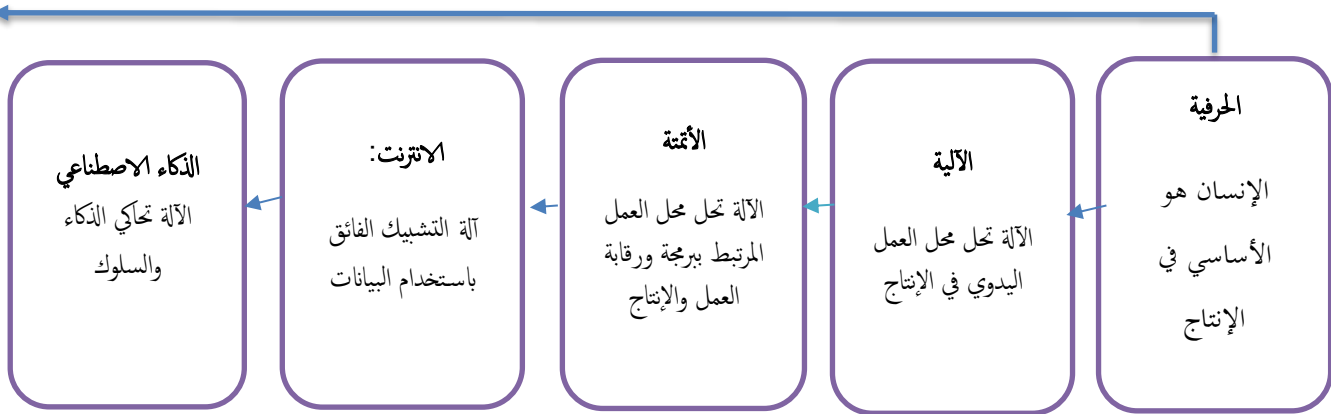 الحرفية
الإنسان هو
الأساسي في
الإنتاج
الآلية
الآلة تحل محل العمل
اليدوي في الإنتاج
الأتمتة
الآلة تحل محل العمل
المرتبط ببرمجة ورقابة
العمل والإنتاج
الانترنت:
آلة التشبيك الفائق
باستخدام البيانات
الذكاء الاصطناعي
الآلة تحاكي الذكاء
والسلوك